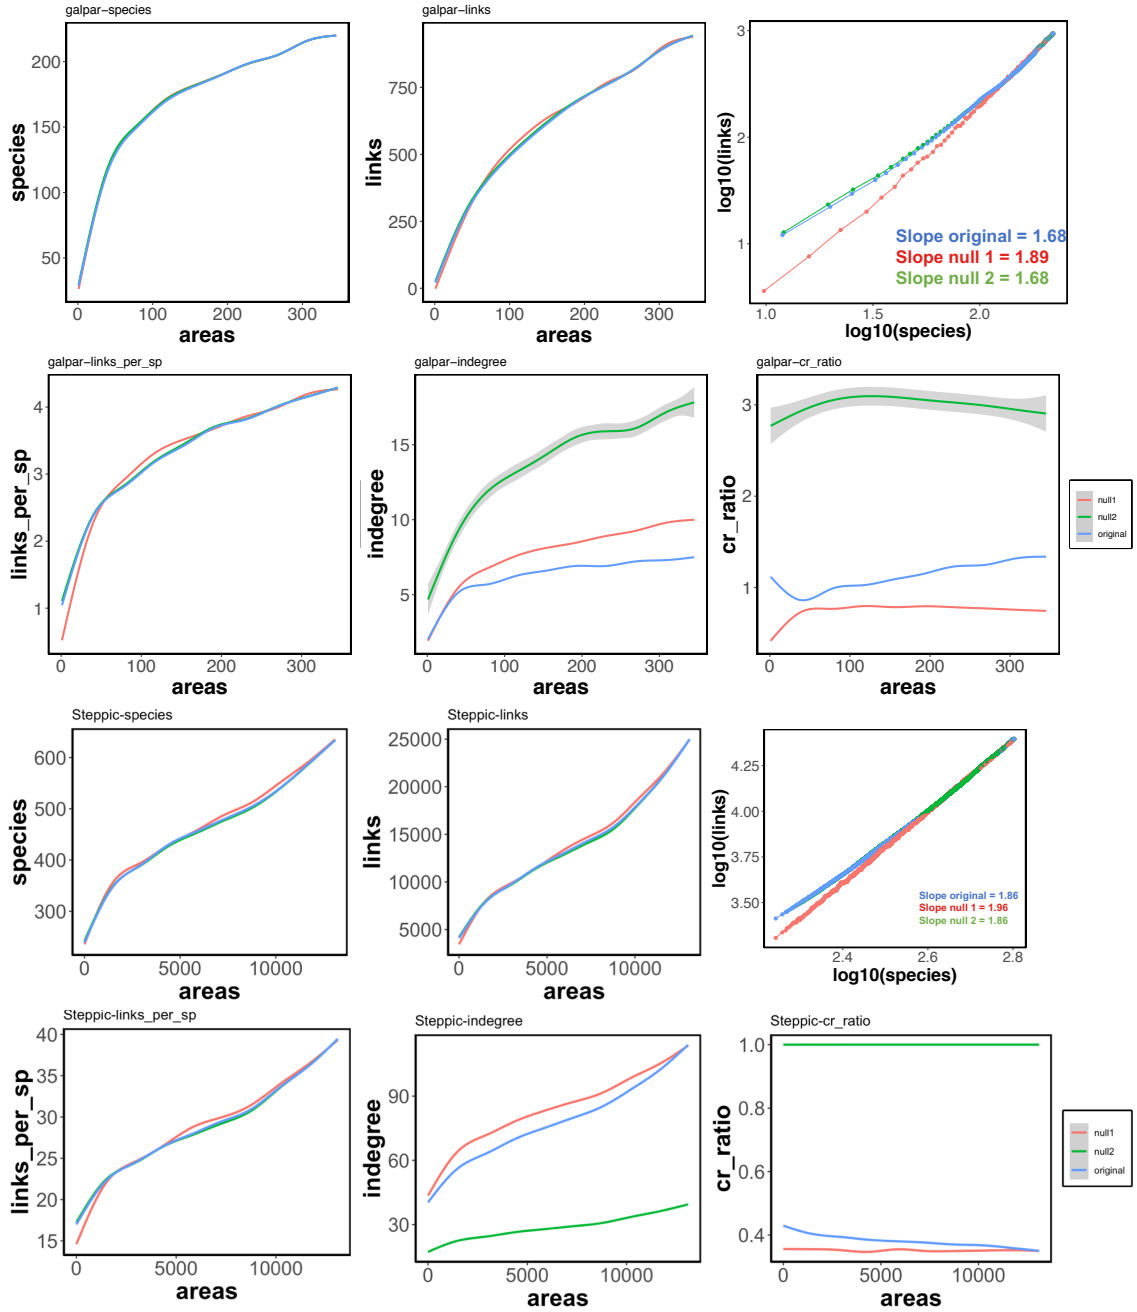 galpar−species
species
200
150
100
50
0
100
200
300
areas
galpar−links
links
750
500
250
0
0
100
200
300
areas
log10(links)
3
2
1
Slope original = 1.68
Slope null 1 = 1.89
Slope null 2 = 1.68
1.0
1.5
2.0
log10(species)
galpar−links_per_sp
links_per_sp
4
3
2
1
0
100
200
300
areas
galpar−indegree
indegree
15
10
5
0
100
200
300
areas
galpar−cr_ratio
cr_ratio
3
2
1
0
100
200
300
areas
null1
null2
original
Steppic−species
species
600
500
400
300
0
5000
10000
areas
Steppic−links
links
25000
20000
15000
10000
5000
0
5000
10000
areas
log10(links)
4.25
4.00
3.75
3.50
Slope original = 1.86
Slope null 1 = 1.96
Slope null 2 = 1.86
2.4
2.6
2.8
log10(species)
Steppic−links_per_sp
links_per_sp
40
35
30
25
20
15
0
5000
10000
areas
Steppic−indegree
indegree
90
60
30
0
5000
10000
areas
Steppic−cr_ratio
cr_ratio
1.0
0.8
0.6
0.4
0
5000
10000
areas
null1
null2
original